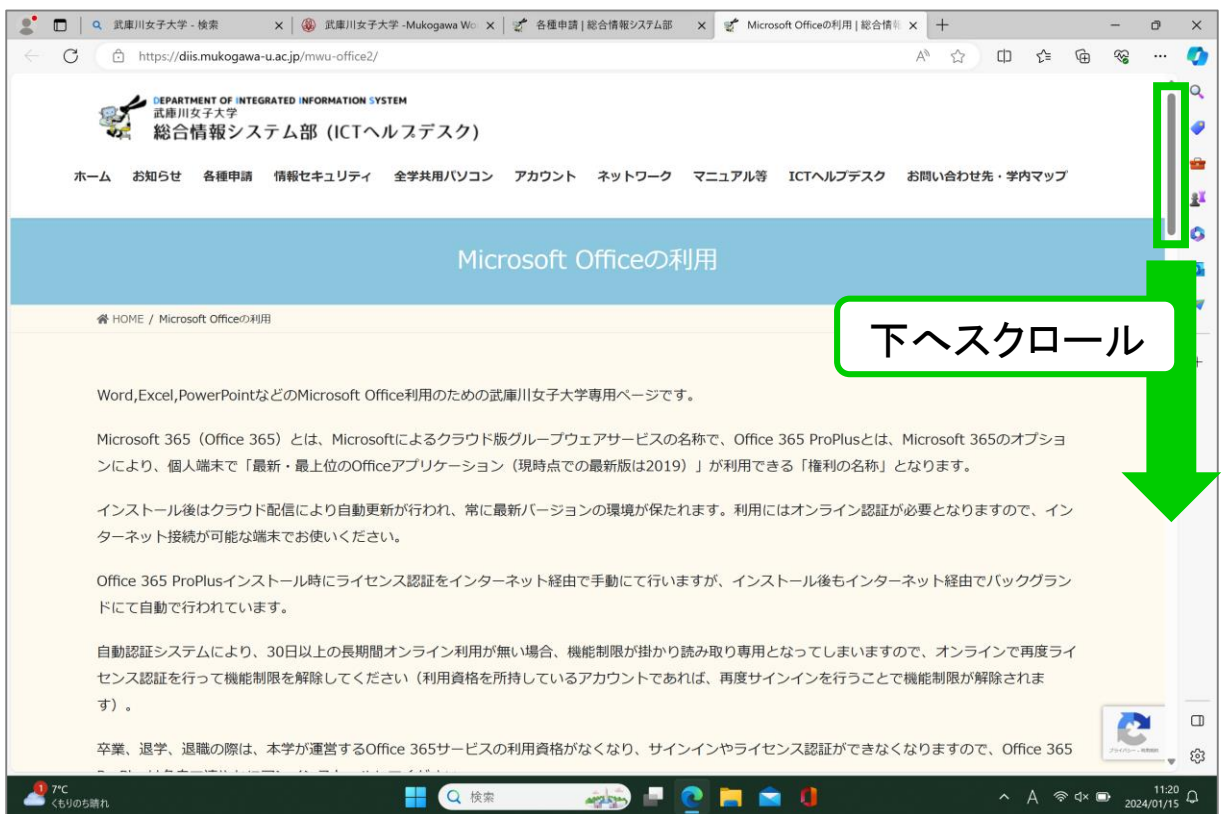 武庫川女子大学 - 検索
武庫川女子大学 -Mukogawa Wo
各種申請 | 総合情報システム部
Microsoft Officeの利用 | 総合情報
https://diis.mukogawa-u.ac.jp/mwu-office2/
DEPARTMENT OF INTEGRATED INFORMATION SYSTEM
武庫川女子大学
総合情報システム部 (ICTヘルプデスク)
ホーム お知らせ 各種申請 情報セキュリティ 全学共用パソコン アカウント ネットワーク マニュアル等 ICTヘルプデスク お問い合わせ先・学内マップ
Microsoft Officeの利用
HOME / Microsoft Officeの利用
下へスクロール
Word,Excel,PowerPointなどのMicrosoft Office利用のための武庫川女子大学専用ページです。
Microsoft 365（Office 365）とは、Microsoftによるクラウド版グループウェアサービスの名称で、Office 365 ProPlusとは、Microsoft 365のオプショ
ンにより、個人端末で「最新・最上位のOfficeアプリケーション（現時点での最新版は2019）」が利用できる「権利の名称」となります。
インストール後はクラウド配信により自動更新が行われ、常に最新バージョンの環境が保たれます。利用にはオンライン認証が必要となりますので、イン
ターネット接続が可能な端末でお使いください。
Office 365 ProPlusインストール時にライセンス認証をインターネット経由で手動にて行いますが、インストール後もインターネット経由でバックグラン
ドにて自動で行われています。
自動認証システムにより、30日以上の長期間オンライン利用が無い場合、機能制限が掛かり読み取り専用となってしまいますので、オンラインで再度ライ
センス認証を行って機能制限を解除してください（利用資格を所持しているアカウントであれば、再度サインインを行うことで機能制限が解除されま
す）。
卒業、退学、退職の際は、本学が運営するOffice 365サービスの利用資格がなくなり、サインインやライセンス認証ができなくなりますので、Office 365
プライバシー - 利用規約
1
7°C
くもりのち晴れ
検索
A
11:20
2024/01/15